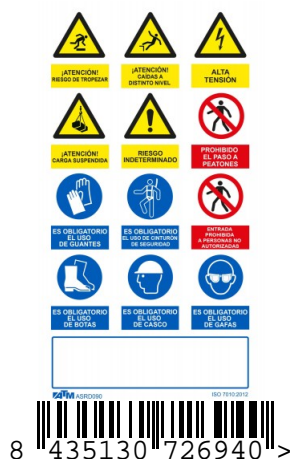 ¡ATENCIÓN!
RIESGO DE TROPEZAR
¡ATENCIÓN!
CAÍDAS A
DISTINTO NIVEL
ALTA
TENSIÓN
¡ATENCIÓN!
CARGA SUSPENDIDA
RIESGO
INDETERMINADO
PROHIBIDO
EL PASO A
PEATONES
ES OBLIGATORIO
EL USO
DE GUANTES
ES OBLIGATORIO
EL USO DE CINTURÓN
DE SEGURIDAD
ENTRADA
PROHIBIDA
A PERSONAS NO
AUTORIZADAS
ES OBLIGATORIO
EL USO
DE BOTAS
ES OBLIGATORIO
EL USO
DE CASCO
ES OBLIGATORIO
EL USO
DE GAFAS
ASRD090
ISO 7010:2012
8 435130 726940 >